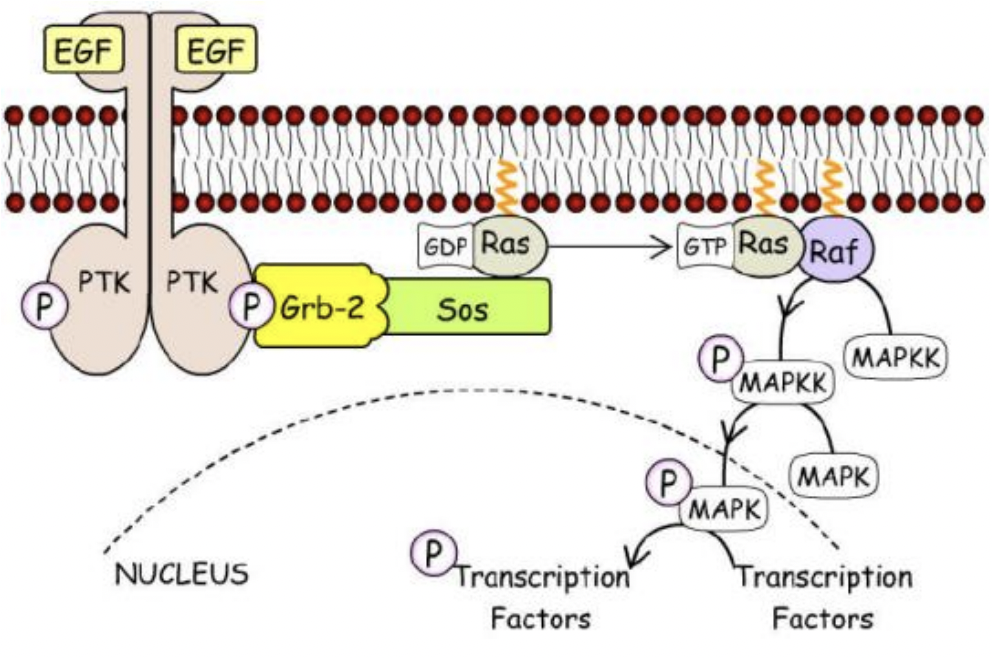 EGF
EGF
GDP
Ras
GTP
Ras
Raf
PTK
PTK
P
P
Grb-2
Sos
P
MAPKK
MAPKK
MAPK
P
MAPK
P
NUCLEUS
Transcription
Factors
Transcription
Factors